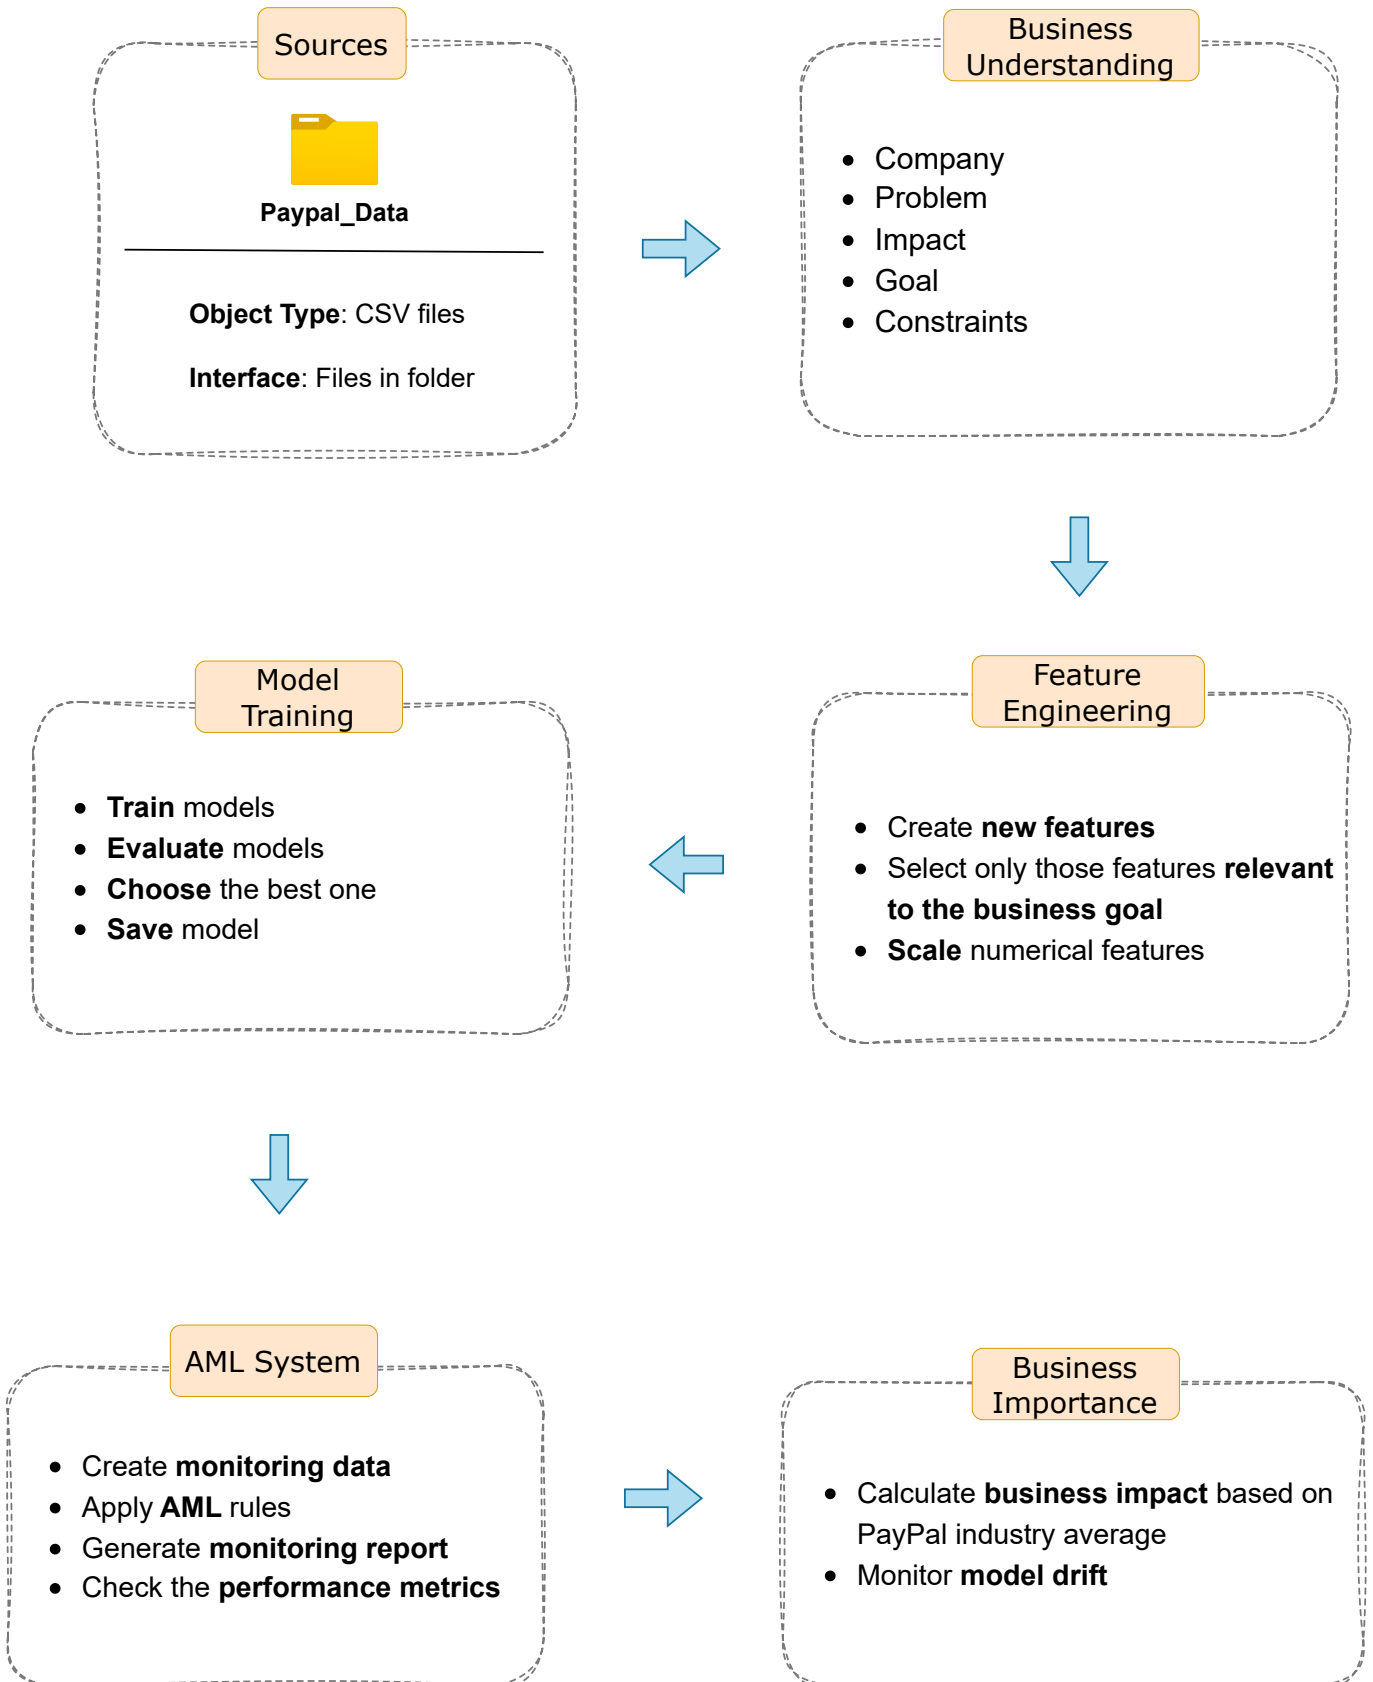 Sources
Paypal_Data
Object Type: CSV files
Interface: Files in folder
Business
Understanding
Company
Problem
Impact
Goal
Constraints
Feature
Engineering
Create new features
Select only those features relevant
to the business goal
Scale numerical features
Model
Training
Train models
Evaluate models
Choose the best one
Save model
AML System
Create monitoring data
Apply AML rules
Generate monitoring report
Check the performance metrics
Business
Importance
Calculate business impact based on
PayPal industry average
Monitor model drift